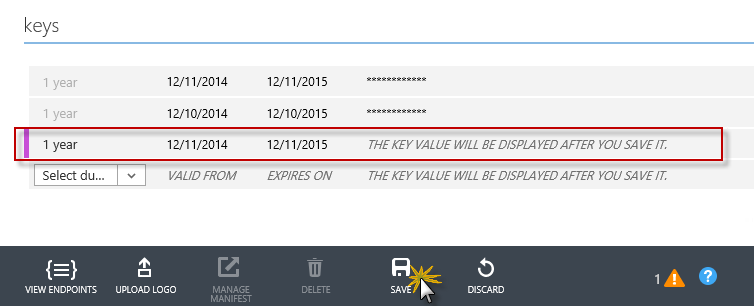 keys
1 year 12/11/2014 12/11/2015 ************
1 year 12/10/2014 12/10/2015 ************
1 year 12/11/2014 12/11/2015 THE KEY VALUE WILL BE DISPLAYED AFTER YOU SAVE IT.
Select du... VALID FROM EXPIRES ON THE KEY VALUE WILL BE DISPLAYED AFTER YOU SAVE IT.
VIEW ENDPOINTS UPLOAD LOGO MANAGE MANIFEST DELETE SAVE DISCARD 1 ?